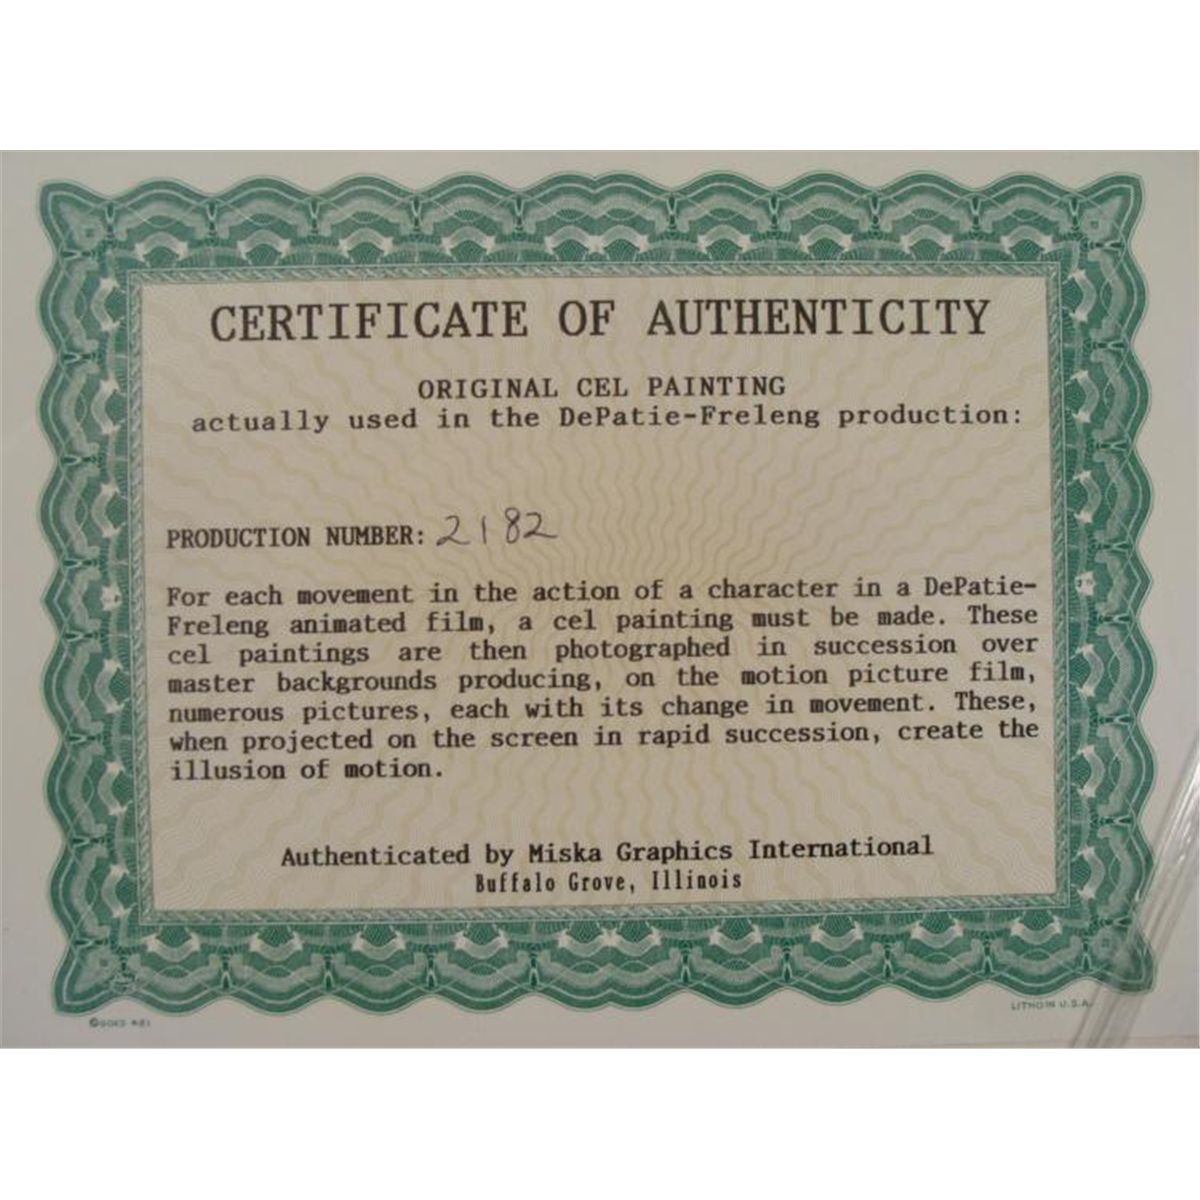 CERTIFICATE OF AUTHENTICITY
ORIGINAL CEL PAINTING
actually used in the DePatie-Freleng production:
PRODUCTION NUMBER: 2182
For each movement in the action of a character in a DePatie-
Freleng animated film, a cel painting must be made. These
cel paintings are then photographed in succession over
master backgrounds producing, on the motion picture film,
numerous pictures, each with its change in movement. These,
when projected on the screen in rapid succession, create the
illusion of motion.
Authenticated by Miska Graphics International
Buffalo Grove, Illinois
LITHO IN U.S.A.